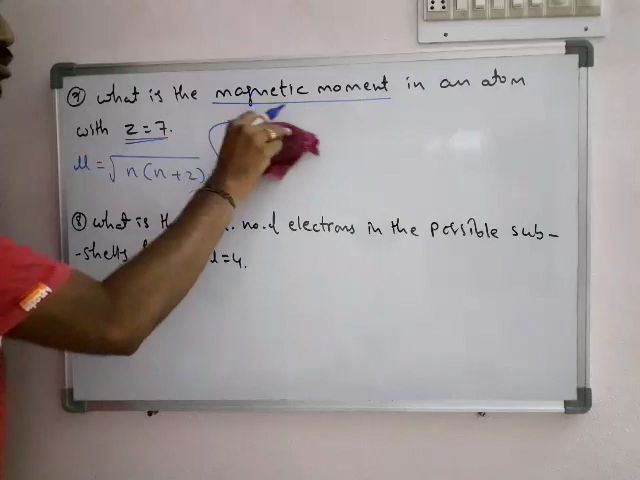 ⑦ what is the magnetic moment in an atom
with z = 7.
μ = √n(n+2)
⑧ what is no. of electrons in the possible sub-
-shells = 4.